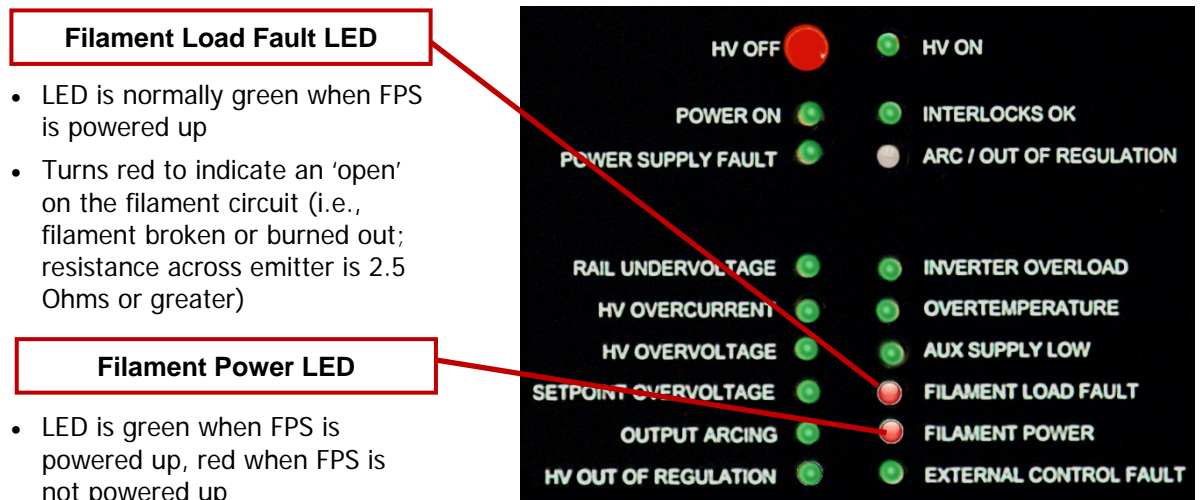 Filament Load Fault LED
• LED is normally green when FPS
is powered up
• Turns red to indicate an ‘open’
on the filament circuit (i.e.,
filament broken or burned out;
resistance across emitter is 2.5
Ohms or greater)
Filament Power LED
• LED is green when FPS is
powered up, red when FPS is
not powered up
HV OFF HV ON
POWER ON INTERLOCKS OK
POWER SUPPLY FAULT ARC / OUT OF REGULATION
RAIL UNDERVOLTAGE INVERTER OVERLOAD
HV OVERCURRENT OVERTEMPERATURE
HV OVERVOLTAGE AUX SUPPLY LOW
SETPOINT OVERVOLTAGE FILAMENT LOAD FAULT
OUTPUT ARCING FILAMENT POWER
HV OUT OF REGULATION EXTERNAL CONTROL FAULT